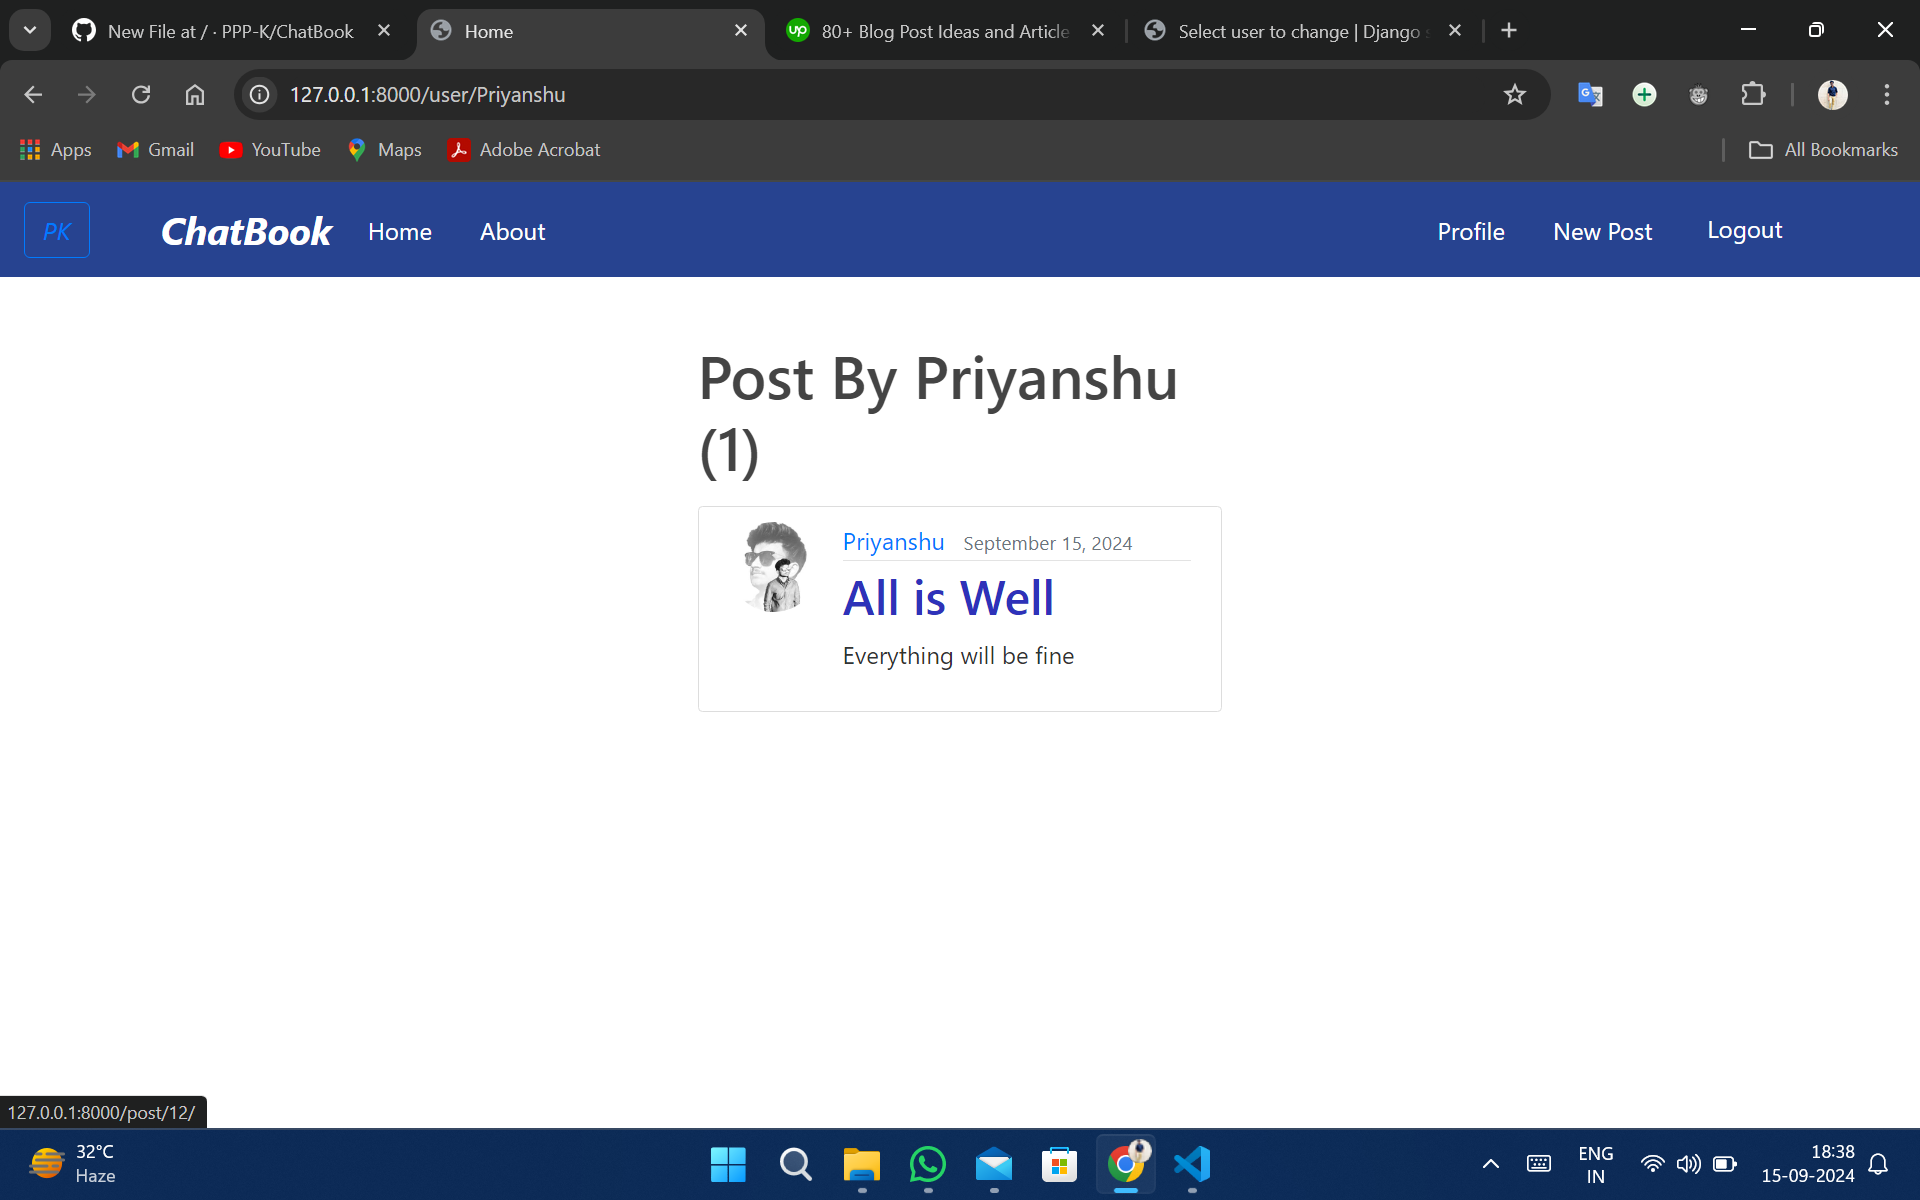 New File at / · PPP-K/ChatBook
Home
80+ Blog Post Ideas and Article
Select user to change | Django
127.0.0.1:8000/user/Priyanshu
Apps
Gmail
YouTube
Maps
Adobe Acrobat
All Bookmarks
PK
ChatBook
Home
About
Profile
New Post
Logout
Post By Priyanshu
(1)
Priyanshu September 15, 2024
All is Well
Everything will be fine
127.0.0.1:8000/post/12/
32°C
Haze
ENG
IN
18:38
15-09-2024